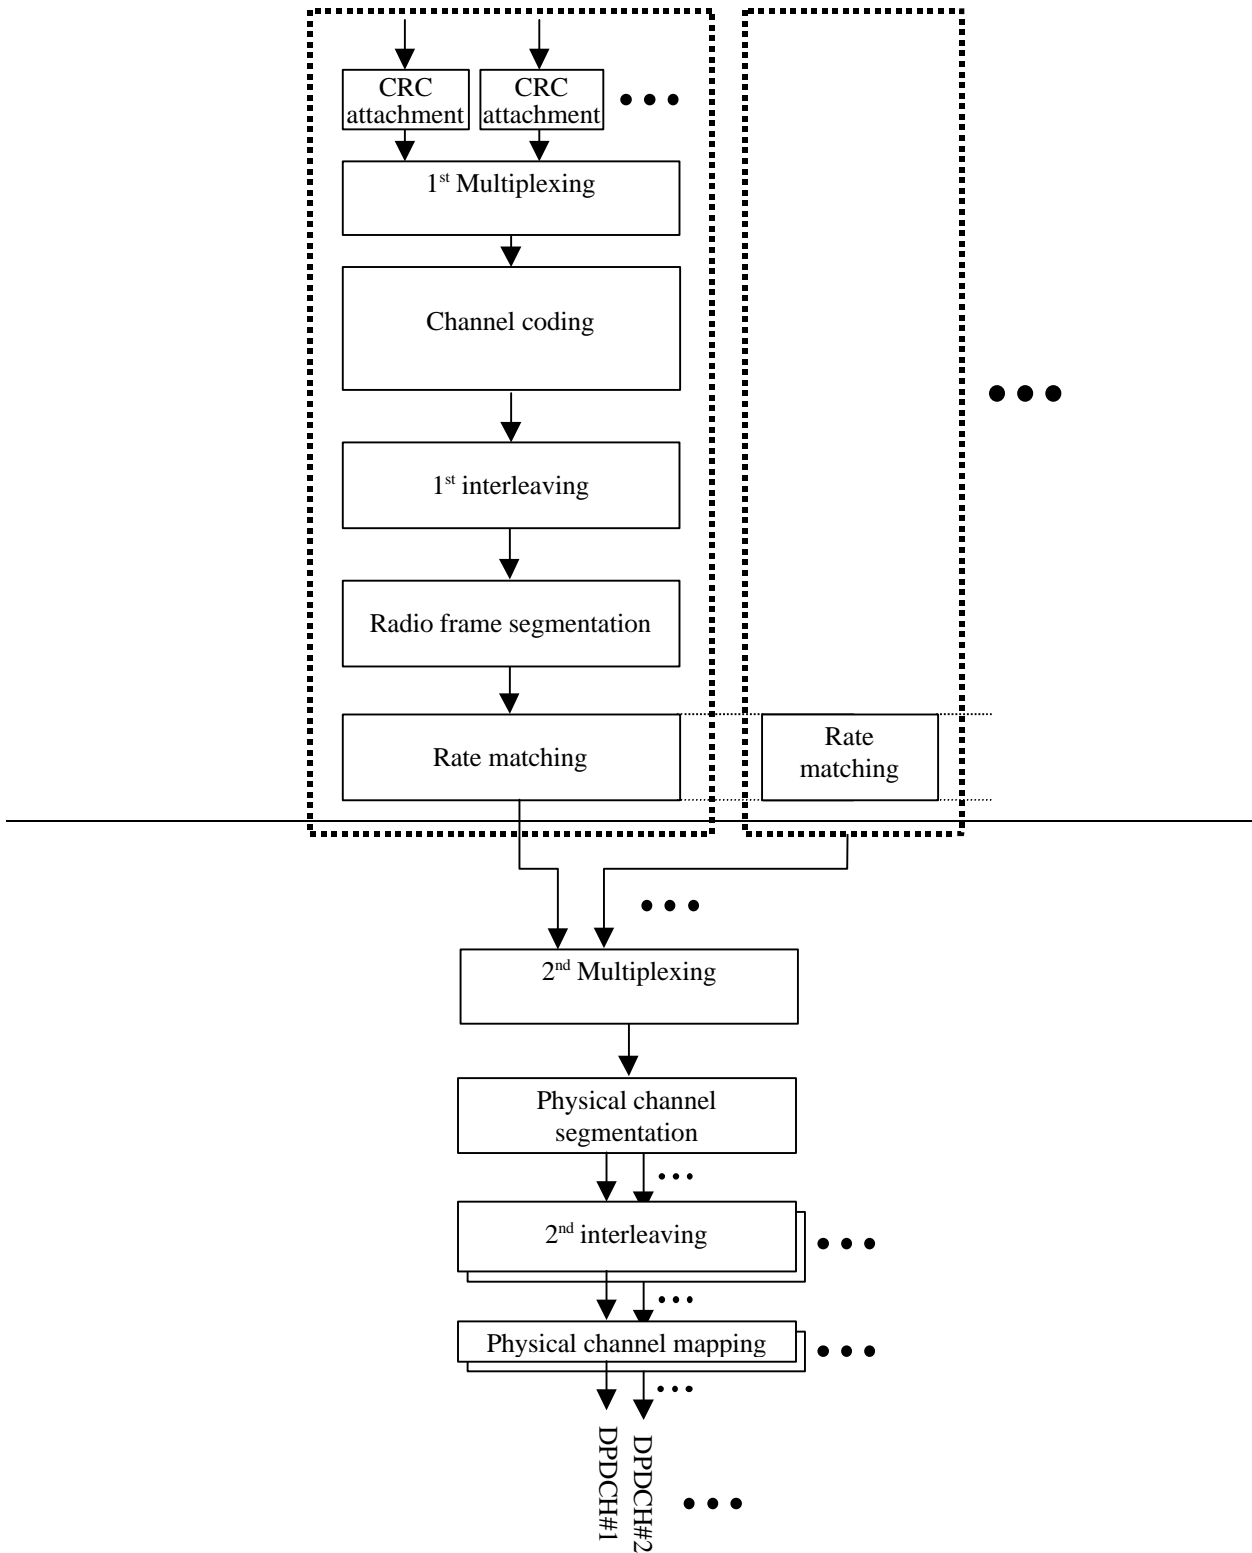 CRC
attachment
CRC
attachment
1st Multiplexing
Channel coding
1st interleaving
Radio frame segmentation
Rate matching
Rate
matching
2nd Multiplexing
Physical channel
segmentation
2nd interleaving
Physical channel mapping
DPDCH#1
DPDCH#2